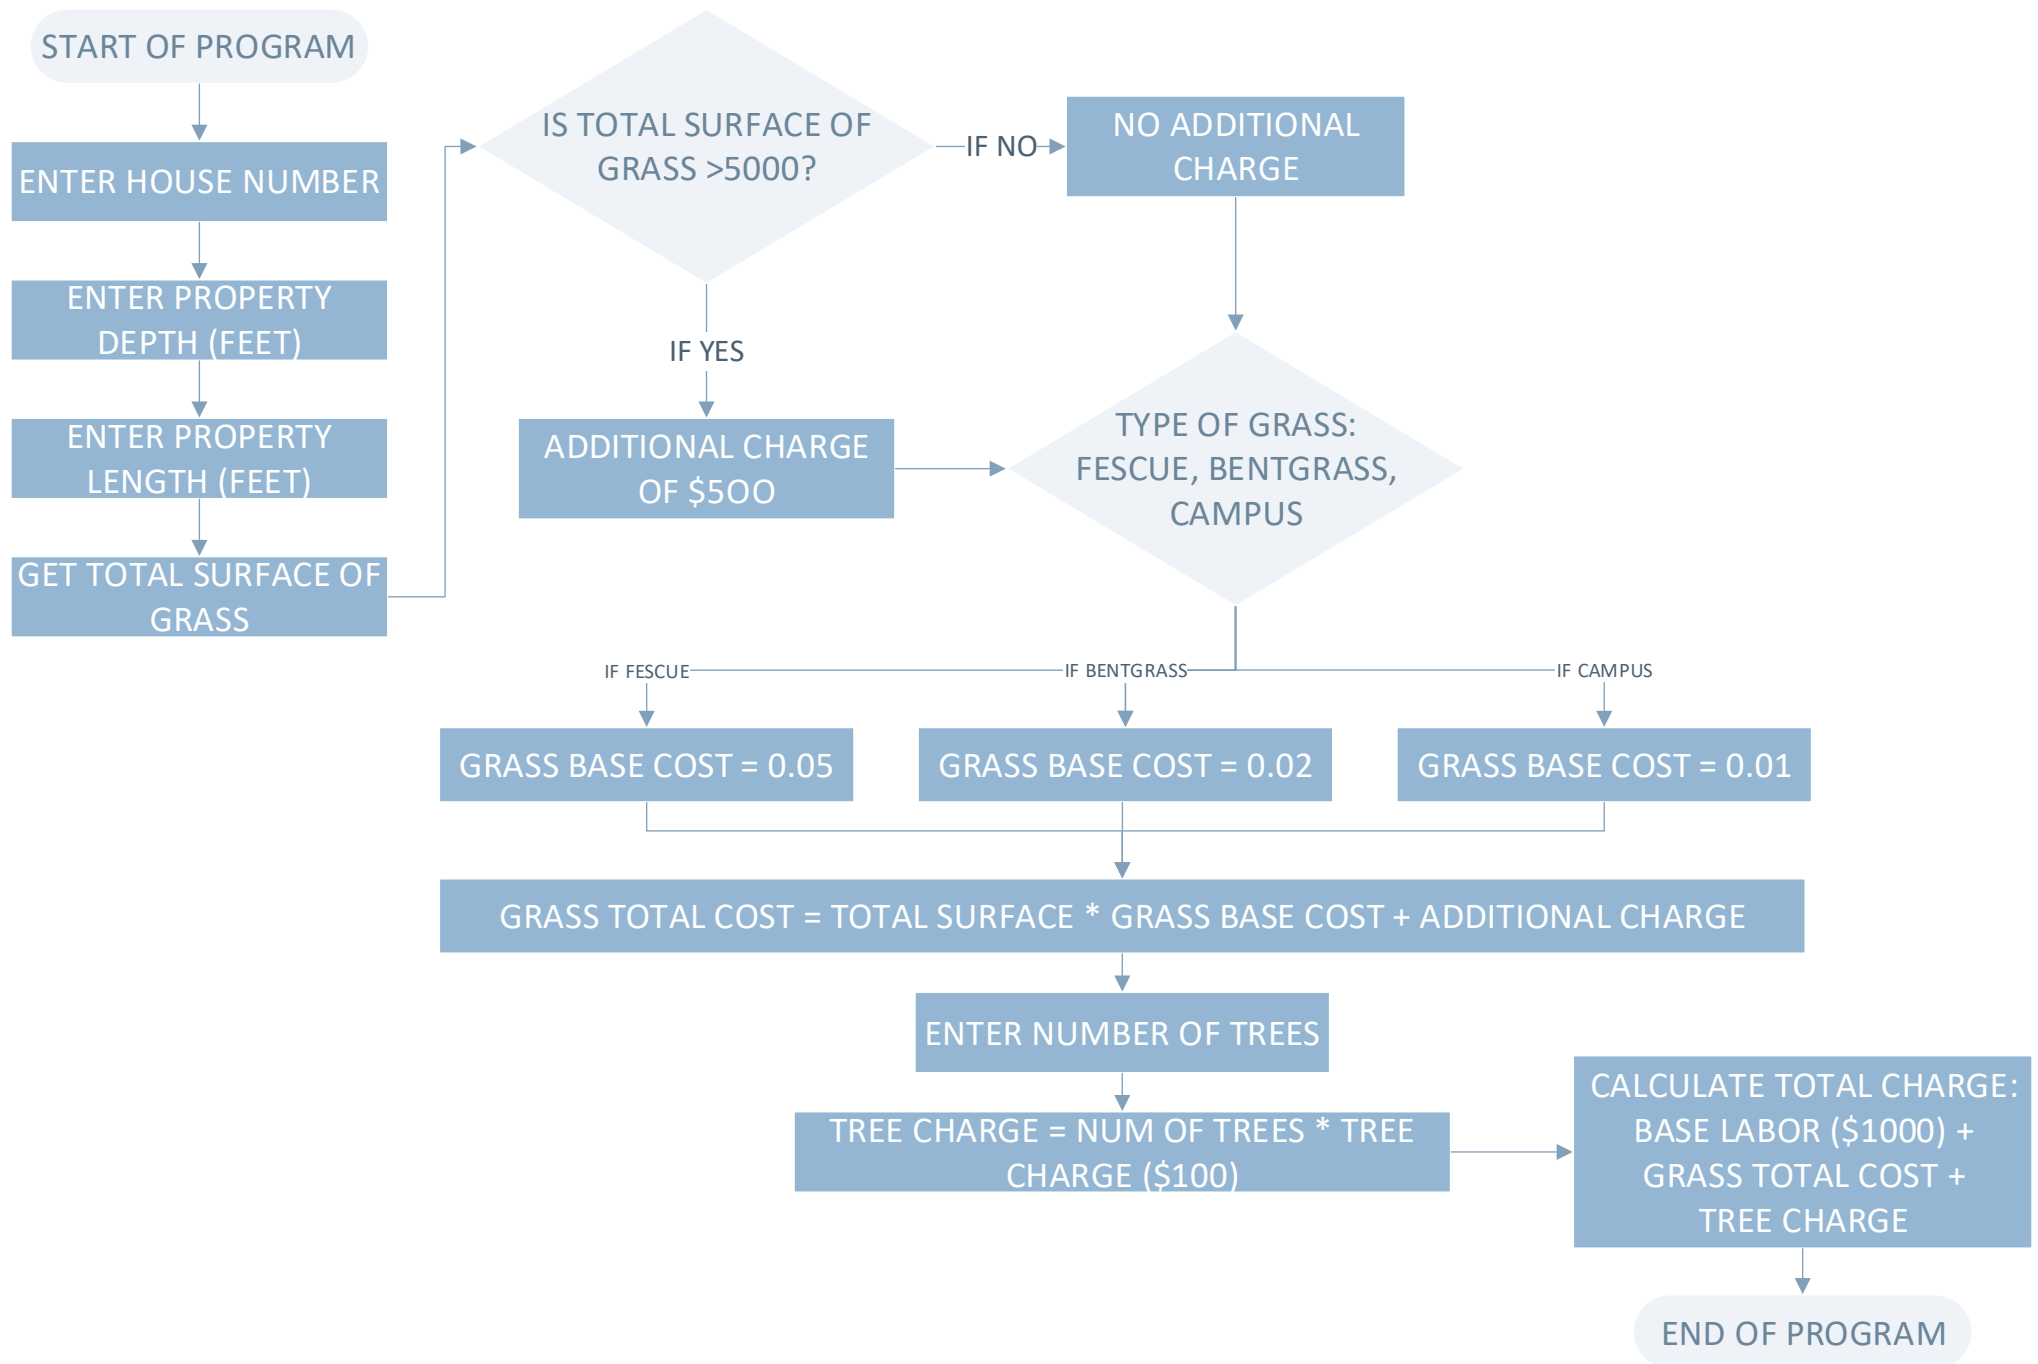 START OF PROGRAM
ENTER HOUSE NUMBER
ENTER PROPERTY
DEPTH (FEET)
ENTER PROPERTY
LENGTH (FEET)
GET TOTAL SURFACE OF
GRASS
IS TOTAL SURFACE OF
GRASS >5000?
IF NO
NO ADDITIONAL
CHARGE
IF YES
ADDITIONAL CHARGE
OF $5OO
TYPE OF GRASS:
FESCUE, BENTGRASS,
CAMPUS
IF FESCUE
IF BENTGRASS
IF CAMPUS
GRASS BASE COST = 0.05
GRASS BASE COST = 0.02
GRASS BASE COST = 0.01
GRASS TOTAL COST = TOTAL SURFACE * GRASS BASE COST + ADDITIONAL CHARGE
ENTER NUMBER OF TREES
TREE CHARGE = NUM OF TREES * TREE
CHARGE ($100)
CALCULATE TOTAL CHARGE:
BASE LABOR ($1000) +
GRASS TOTAL COST +
TREE CHARGE
END OF PROGRAM